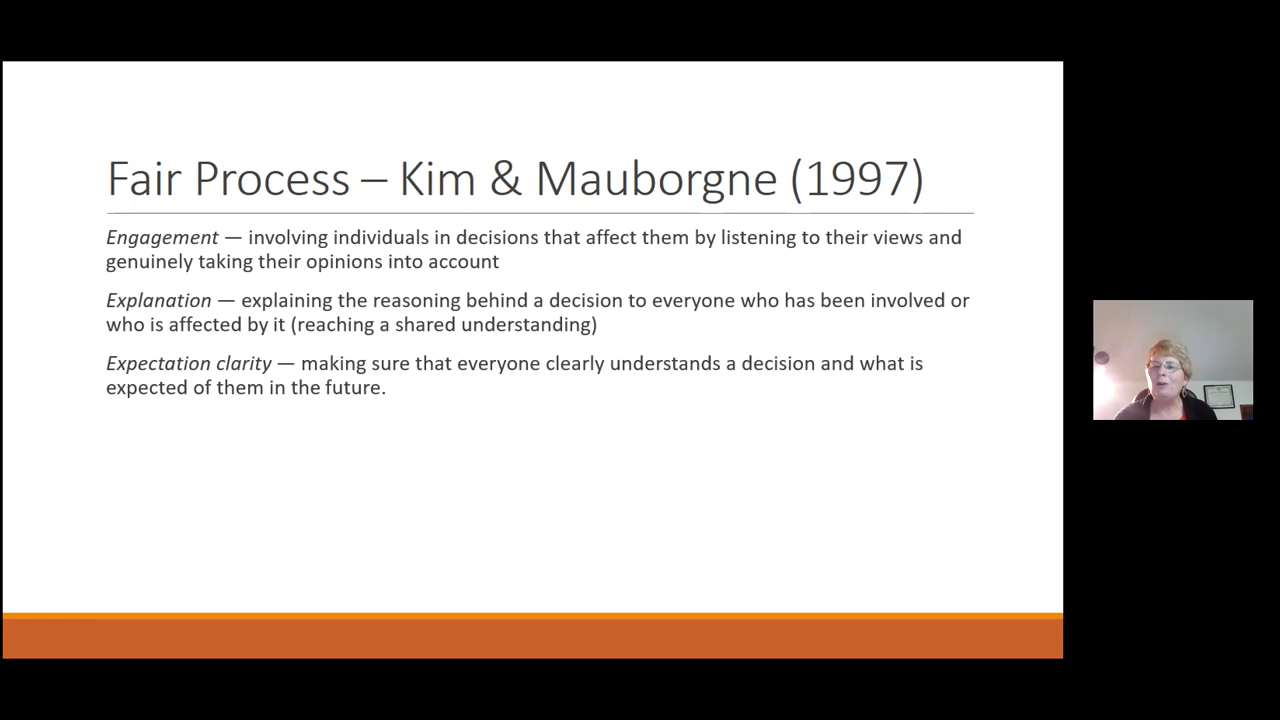 Fair Process – Kim & Mauborgne (1997)
Engagement — involving individuals in decisions that affect them by listening to their views and
genuinely taking their opinions into account
Explanation — explaining the reasoning behind a decision to everyone who has been involved or
who is affected by it (reaching a shared understanding)
Expectation clarity — making sure that everyone clearly understands a decision and what is
expected of them in the future.